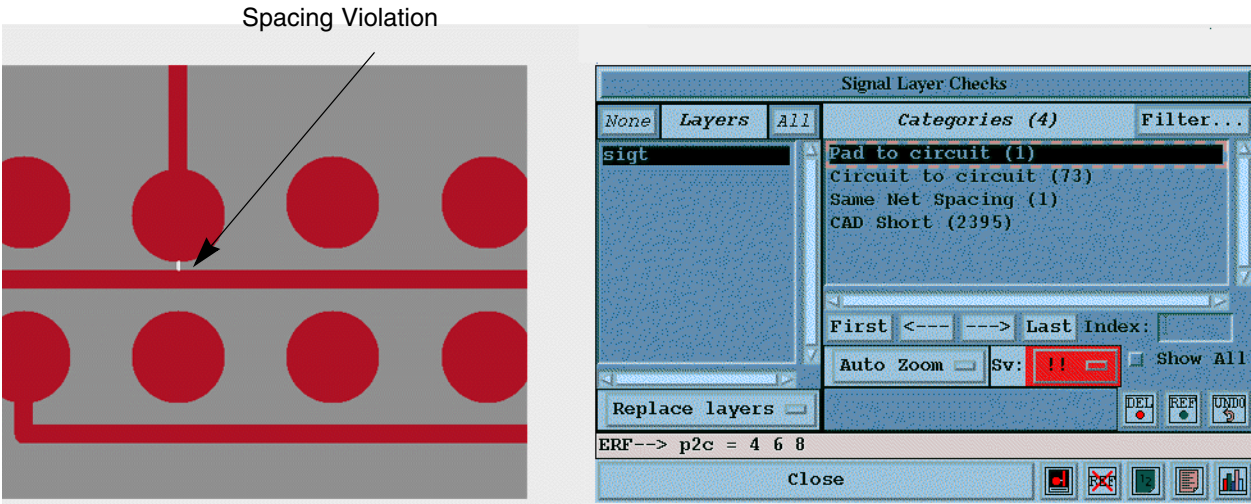 Spacing Violation
Signal Layer Checks
None Layers All
Categories (4) Filter...
sigt
Pad to circuit (1)
Circuit to circuit (73)
Same Net Spacing (1)
CAD Short (2395)
First <--- ---> Last Index:
Auto Zoom Sv: !! Show All
Replace layers
DEL REF UNDO
ERF--> p2c = 4 6 8
Close
REF 12